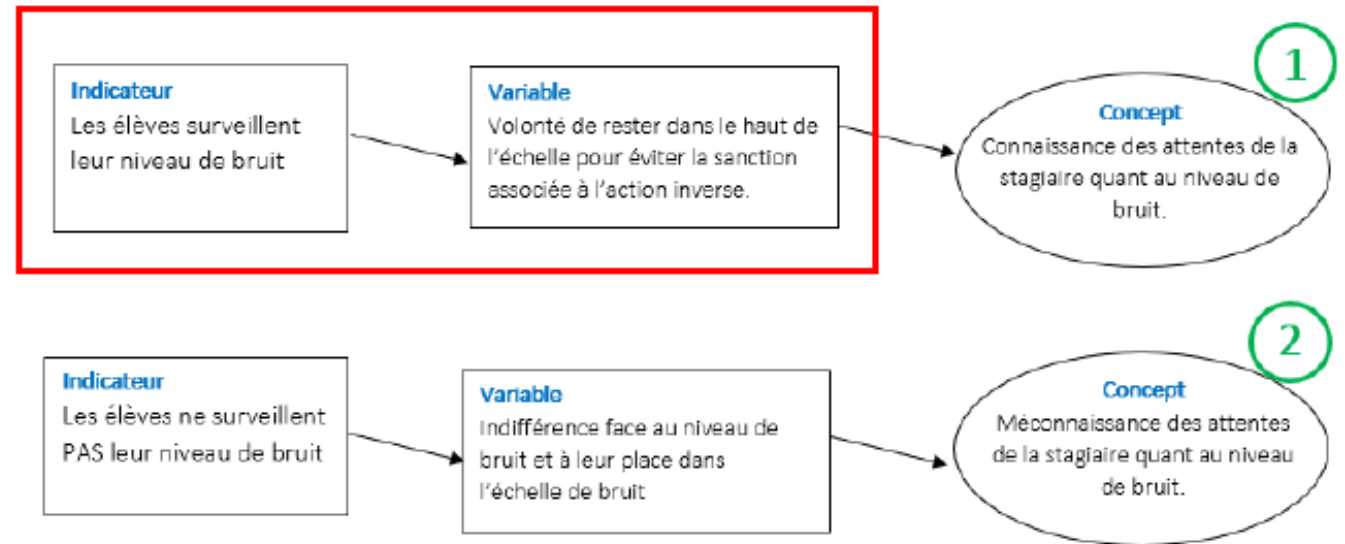 1
Indicateur
Les élèves surveillent
leur niveau de bruit
Variable
Volonté de rester dans le haut de
l'échelle pour éviter la sanction
associée à l'action inverse.
Concept
Connaissance des attentes de la
stagiaire quant au niveau de
bruit.
2
Indicateur
Les élèves ne surveillent
PAS leur niveau de bruit
Variable
Indifférence face au niveau de
bruit et à leur place dans
l'échelle de bruit
Concept
Méconnaissance des attentes
de la stagiaire quant au niveau
de bruit.